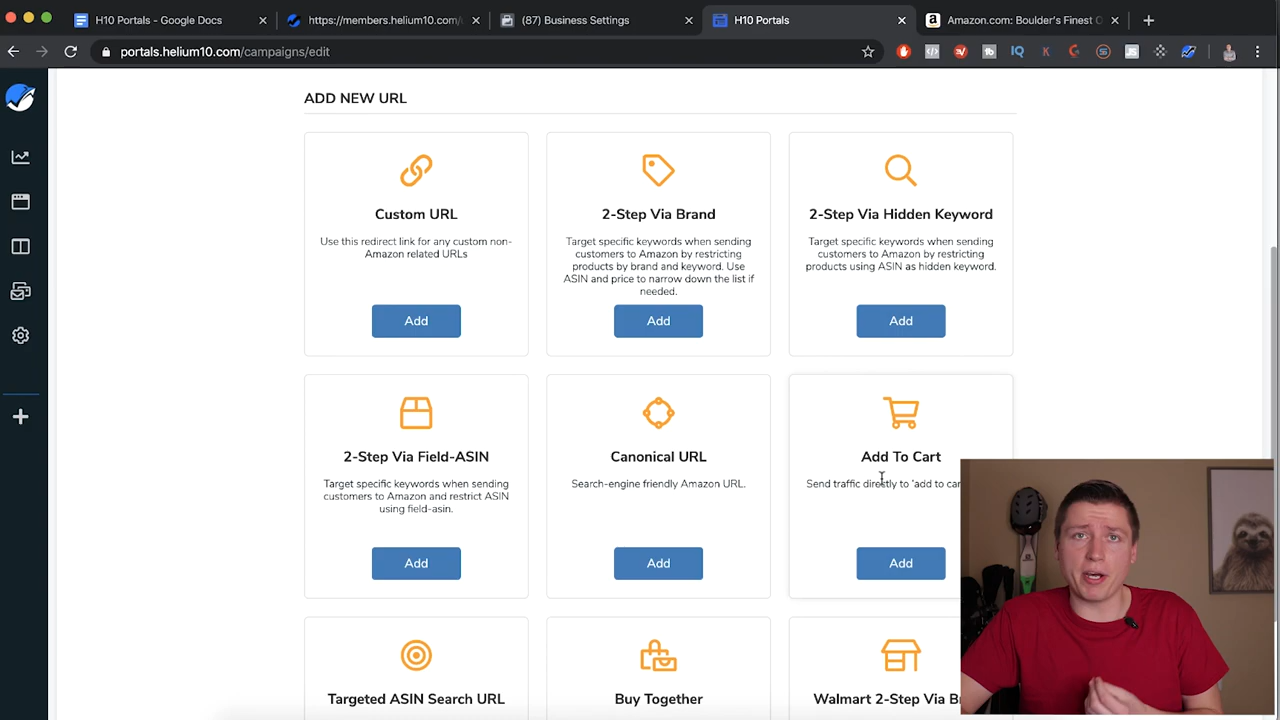 H10 Portals - Google Docs
https://members.helium10.com/
(87) Business Settings
H10 Portals
Amazon.com: Boulder's Finest
portals.helium10.com/campaigns/edit
ADD NEW URL
Custom URL
Use this redirect link for any custom non-
Amazon related URLs
Add
2-Step Via Brand
Target specific keywords when sending
customers to Amazon by restricting
products by brand and keyword. Use
ASIN and price to narrow down the list if
needed.
Add
2-Step Via Hidden Keyword
Target specific keywords when sending
customers to Amazon by restricting
products using ASIN as hidden keyword.
Add
2-Step Via Field-ASIN
Target specific keywords when sending
customers to Amazon and restrict ASIN
using field-asin.
Add
Canonical URL
Search-engine friendly Amazon URL.
Add
Add To Cart
Send traffic directly to 'add to
Add
Targeted ASIN Search URL
Buy Together
Walmart 2-Step Via